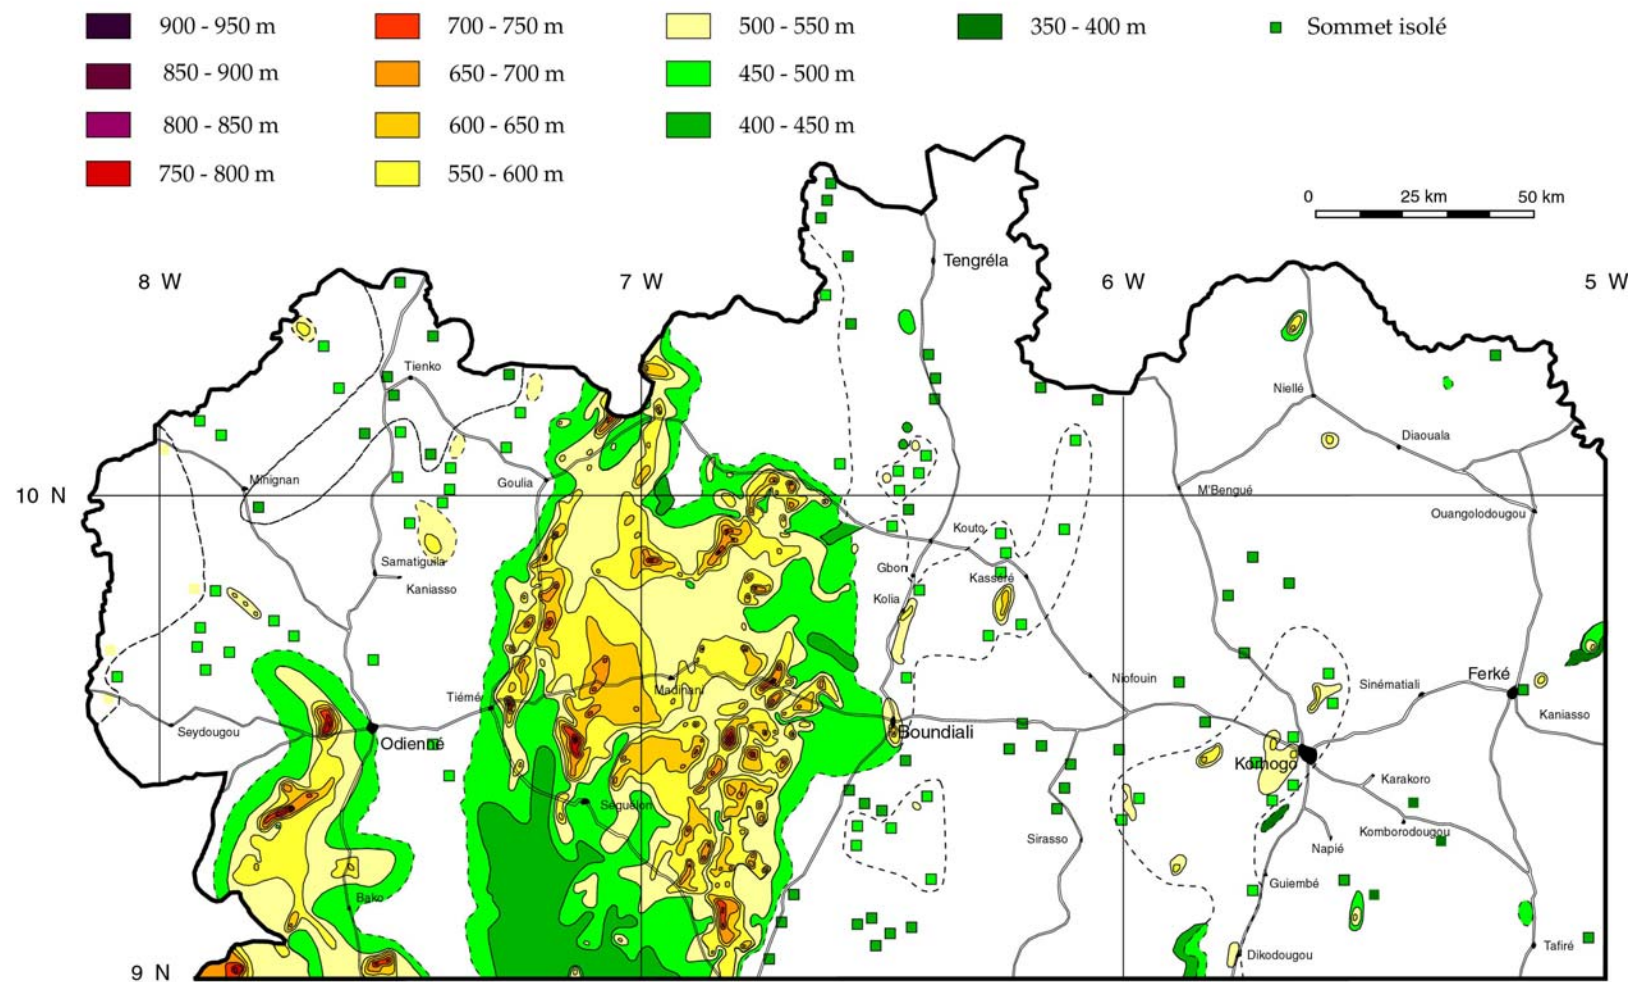 900 - 950 m
700 - 750 m
500 - 550 m
350 - 400 m
Sommet isolé
850 - 900 m
650 - 700 m
450 - 500 m
800 - 850 m
600 - 650 m
400 - 450 m
750 - 800 m
550 - 600 m
0 25 km 50 km
8 W
7 W
6 W
5 W
Tengréla
Tienko
Niellé
Diaouala
Minignan
Goulia
M'Bengué
10 N
Ouangolodougou
Kouto
Samatiguila
Gbon
Kasseré
Kaniasso
Kolia
Ferké
Niofouin
Sinématiali
Madinani
Tiémé
Kaniasso
Seydougou
Odienné
Boundiali
Korhogo
Karakoro
Séguélon
Komborodougou
Sirasso
Napié
Guiembé
Bako
Tafiré
Dikodougou
9 N